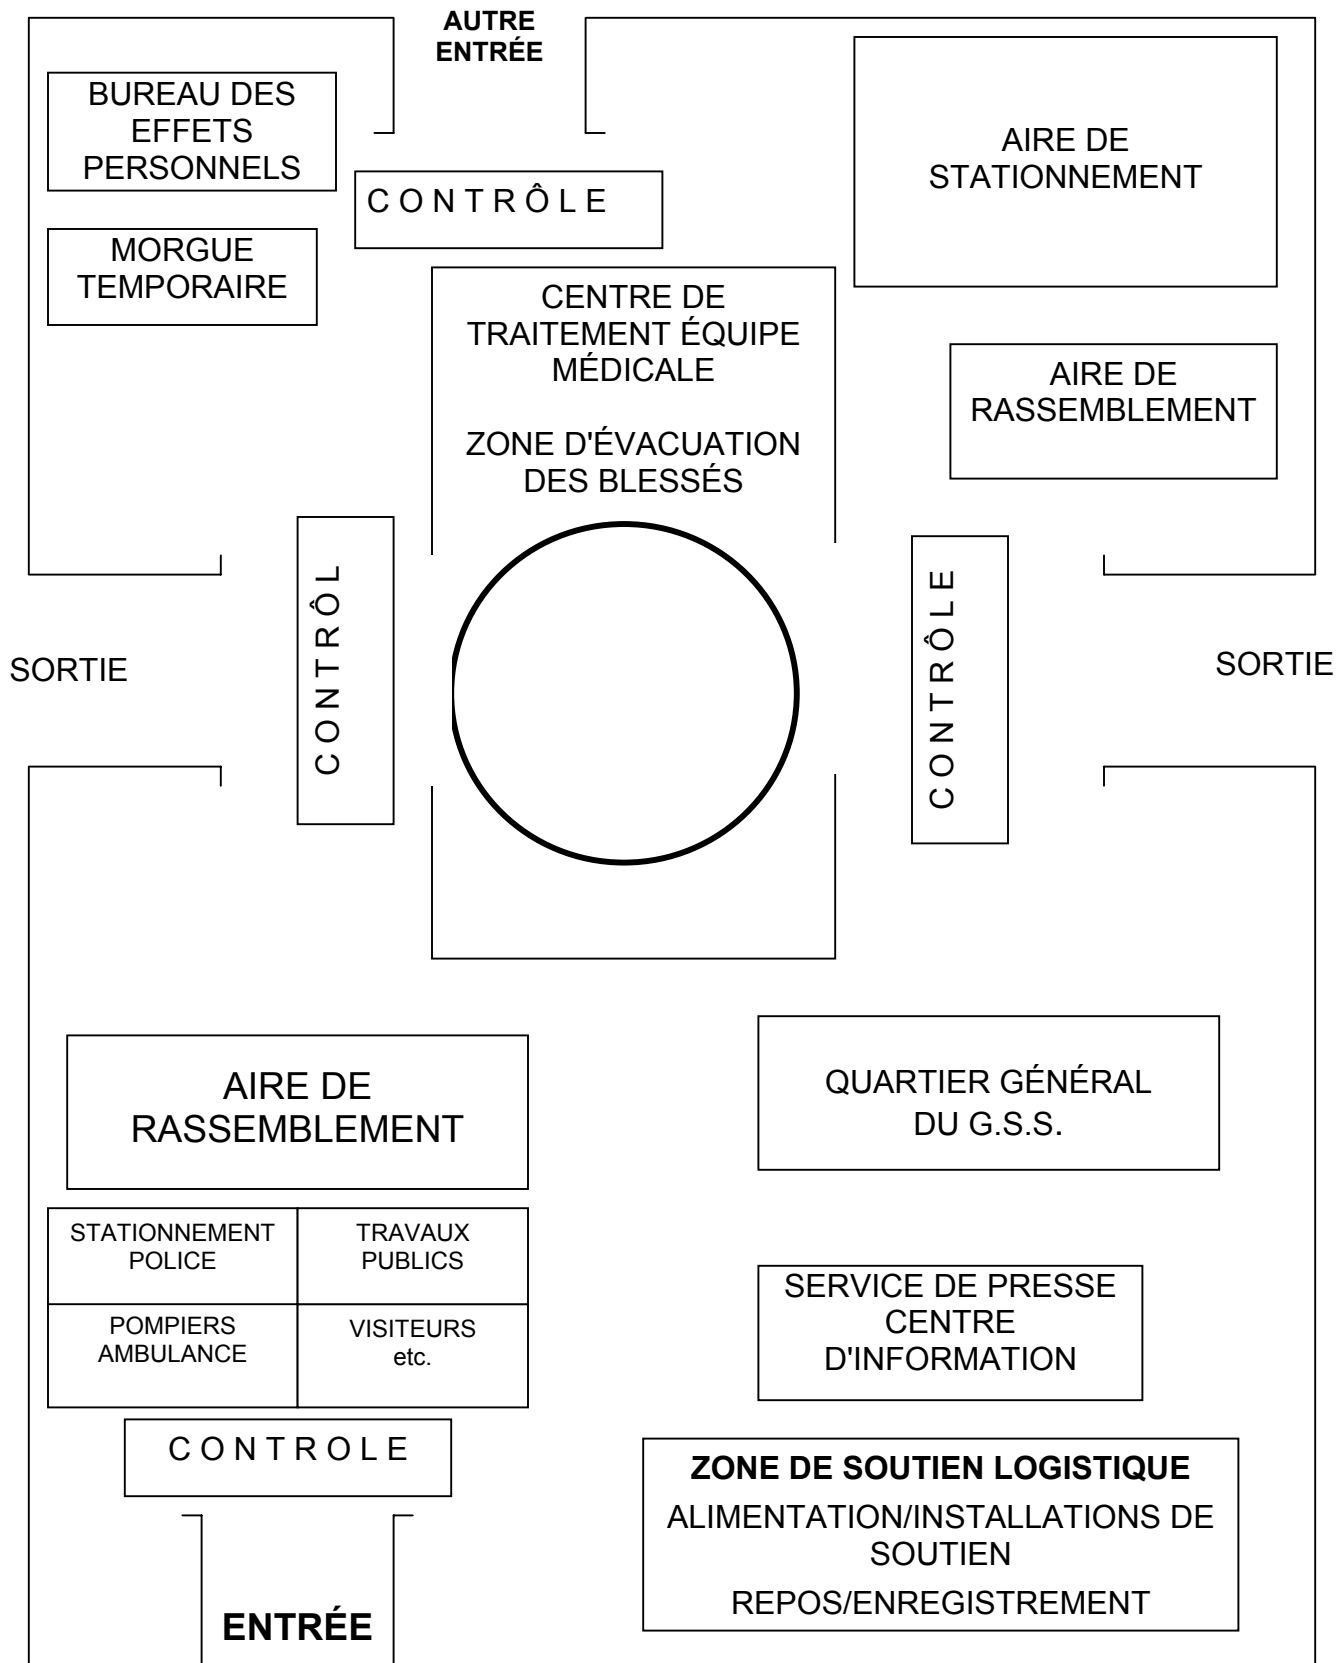 AUTRE
ENTRÉE
BUREAU DES
EFFETS
PERSONNELS
AIRE DE
STATIONNEMENT
C O N T R Ô L E
MORGUE
TEMPORAIRE
CENTRE DE
TRAITEMENT ÉQUIPE
MÉDICALE
ZONE D'ÉVACUATION
DES BLESSÉS
AIRE DE
RASSEMBLEMENT
SORTIE
C O N T R Ô L
C O N T R Ô L E
SORTIE
AIRE DE
RASSEMBLEMENT
QUARTIER GÉNÉRAL
DU G.S.S.
STATIONNEMENT
POLICE
TRAVAUX
PUBLICS
POMPIERS
AMBULANCE
VISITEURS
etc.
SERVICE DE PRESSE
CENTRE
D'INFORMATION
C O N T R O L E
ZONE DE SOUTIEN LOGISTIQUE
ALIMENTATION/INSTALLATIONS DE
SOUTIEN
REPOS/ENREGISTREMENT
ENTRÉE